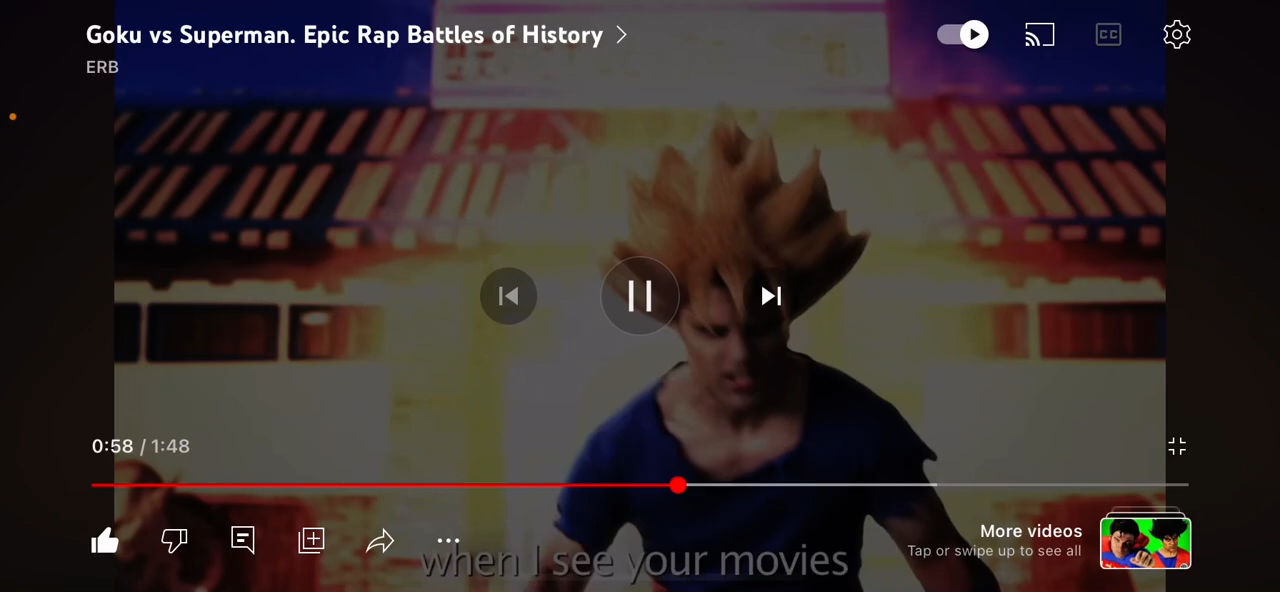 Goku vs Superman. Epic Rap Battles of History
ERB
CC
0:58 / 1:48
More videos
Tap or swipe up to see all
when I see your movies